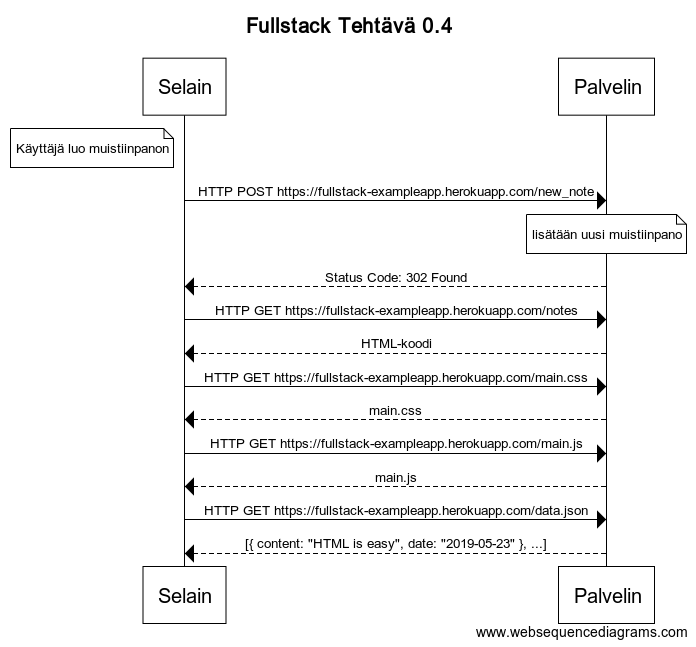 Fullstack Tehtävä 0.4
Selain
Palvelin
Käyttäjä luo muistiinpanon
HTTP POST https://fullstack-exampleapp.herokuapp.com/new_note
lisätään uusi muistiinpano
Status Code: 302 Found
HTTP GET https://fullstack-exampleapp.herokuapp.com/notes
HTML-koodi
HTTP GET https://fullstack-exampleapp.herokuapp.com/main.css
main.css
HTTP GET https://fullstack-exampleapp.herokuapp.com/main.js
main.js
HTTP GET https://fullstack-exampleapp.herokuapp.com/data.json
[{ content: "HTML is easy", date: "2019-05-23" }, ...]
Selain
Palvelin
www.websequencediagrams.com